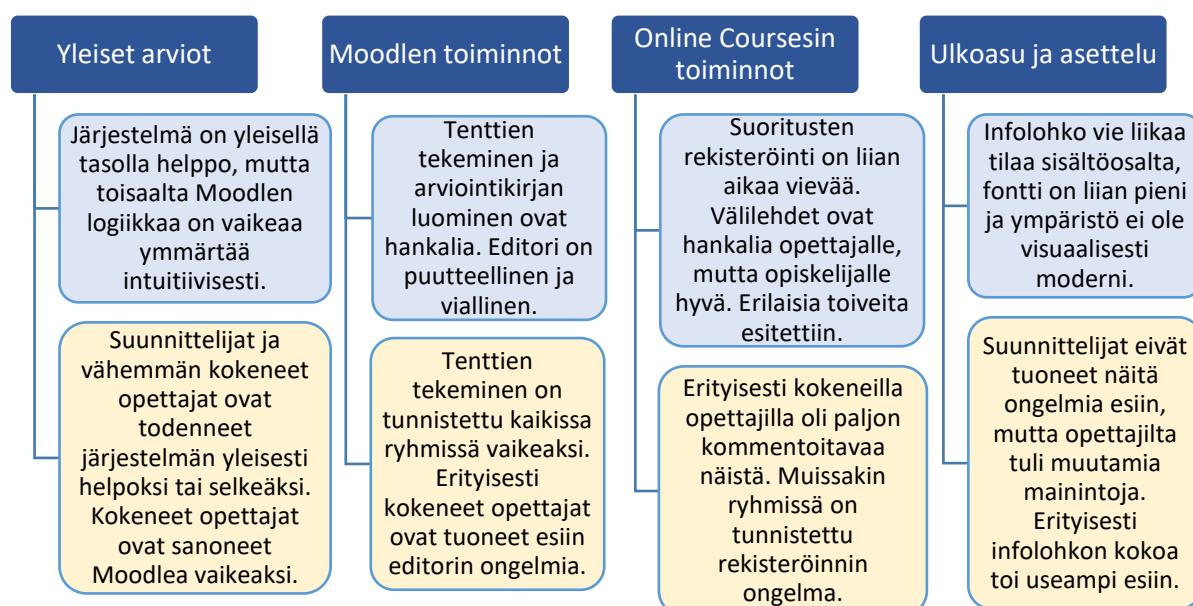 Yleiset arviot
Järjestelmä on yleisellä
tasolla helppo, mutta
toisaalta Moodlen
logiikkaa on vaikeaa
ymmärtää
intuitiivisesti.
Suunnittelijat ja
vähemmän kokeneet
opettajat ovat
todenneet
järjestelmän yleisesti
helpoksi tai selkeäksi.
Kokeneet opettajat
ovat sanoneet
Moodlea vaikeaksi.
Moodlen toiminnot
Tenttien
tekeminen ja
arviointikirjan
luominen ovat
hankalia. Editori on
puutteellinen ja
viallinen.
Tenttien
tekeminen on
tunnistettu kaikissa
ryhmissä vaikeaksi.
Erityisesti
kokeneet opettajat
ovat tuoneet esiin
editorin ongelmia.
Online Coursesin
toiminnot
Suoritusten
rekisteröinti on liian
aikaa vievää.
Välilehdet ovat
hankalia opettajalle,
mutta opiskelijalle
hyvä. Erilaisia toiveita
esitettiin.
Erityisesti kokeneilla
opettajilla oli paljon
kommentoitavaa
näistä. Muissakin
ryhmissä on
tunnistettu
rekisteröinnin
ongelma.
Ulkoasu ja asettelu
Infolohko vie liikaa
tilaa sisältöosalta,
fontti on liian pieni
ja ympäristö ei ole
visuaalisesti
moderni.
Suunnittelijat eivät
tuoneet näitä
ongelmia esiin,
mutta opettajilta
tuli muutamia
mainintoja.
Erityisesti
infolohkon kokoa
toi useampi esiin.